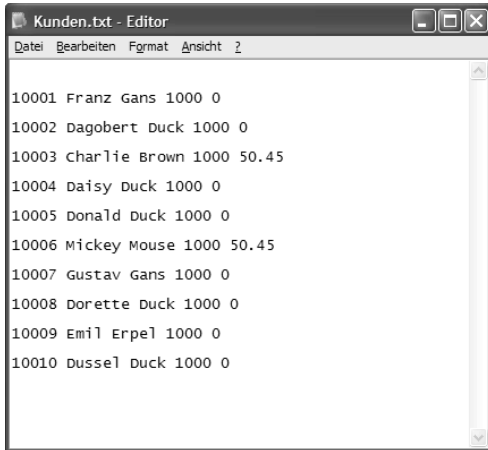 Kunden.txt - Editor
Datei Bearbeiten Format Ansicht ?
10001 Franz Gans 1000 0
10002 Dagobert Duck 1000 0
10003 Charlie Brown 1000 50.45
10004 Daisy Duck 1000 0
10005 Donald Duck 1000 0
10006 Mickey Mouse 1000 50.45
10007 Gustav Gans 1000 0
10008 Dorette Duck 1000 0
10009 Emil Erpel 1000 0
10010 Dussel Duck 1000 0